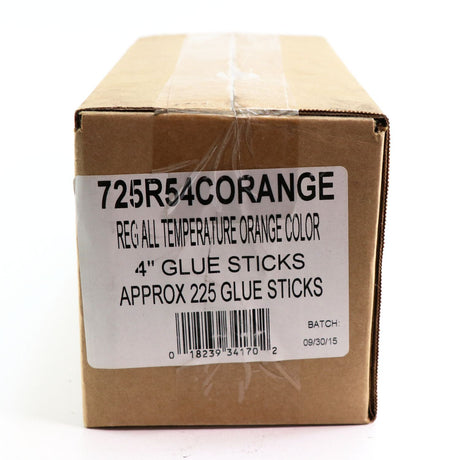 725R54CORANGE
REG ALL TEMPERATURE ORANGE COLOR
4" GLUE STICKS
APPROX 225 GLUE STICKS
BATCH:
09/30/15
0 18239 34170 2